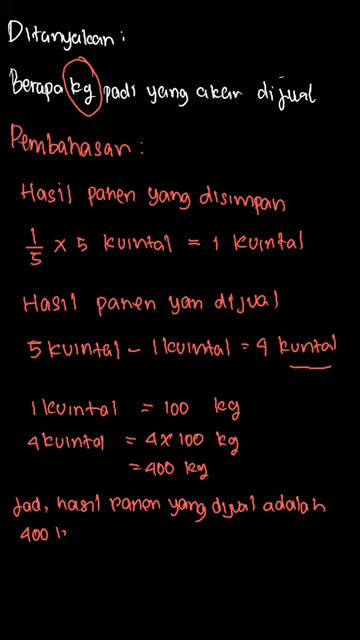 Ditanyakan:
Berapa kg padi yang akan dijual
Pembahasan:
Hasil panen yang disimpan
1/5 x 5 kuintal = 1 kuintal
Hasil panen yan dijual
5 kuintal - 1 kuintal = 4 kuntal
1 kuintal = 100 kg
4 kuintal = 4 x 100 kg
= 400 kg
Jad, hasil panen yang dijual adalah
400 k